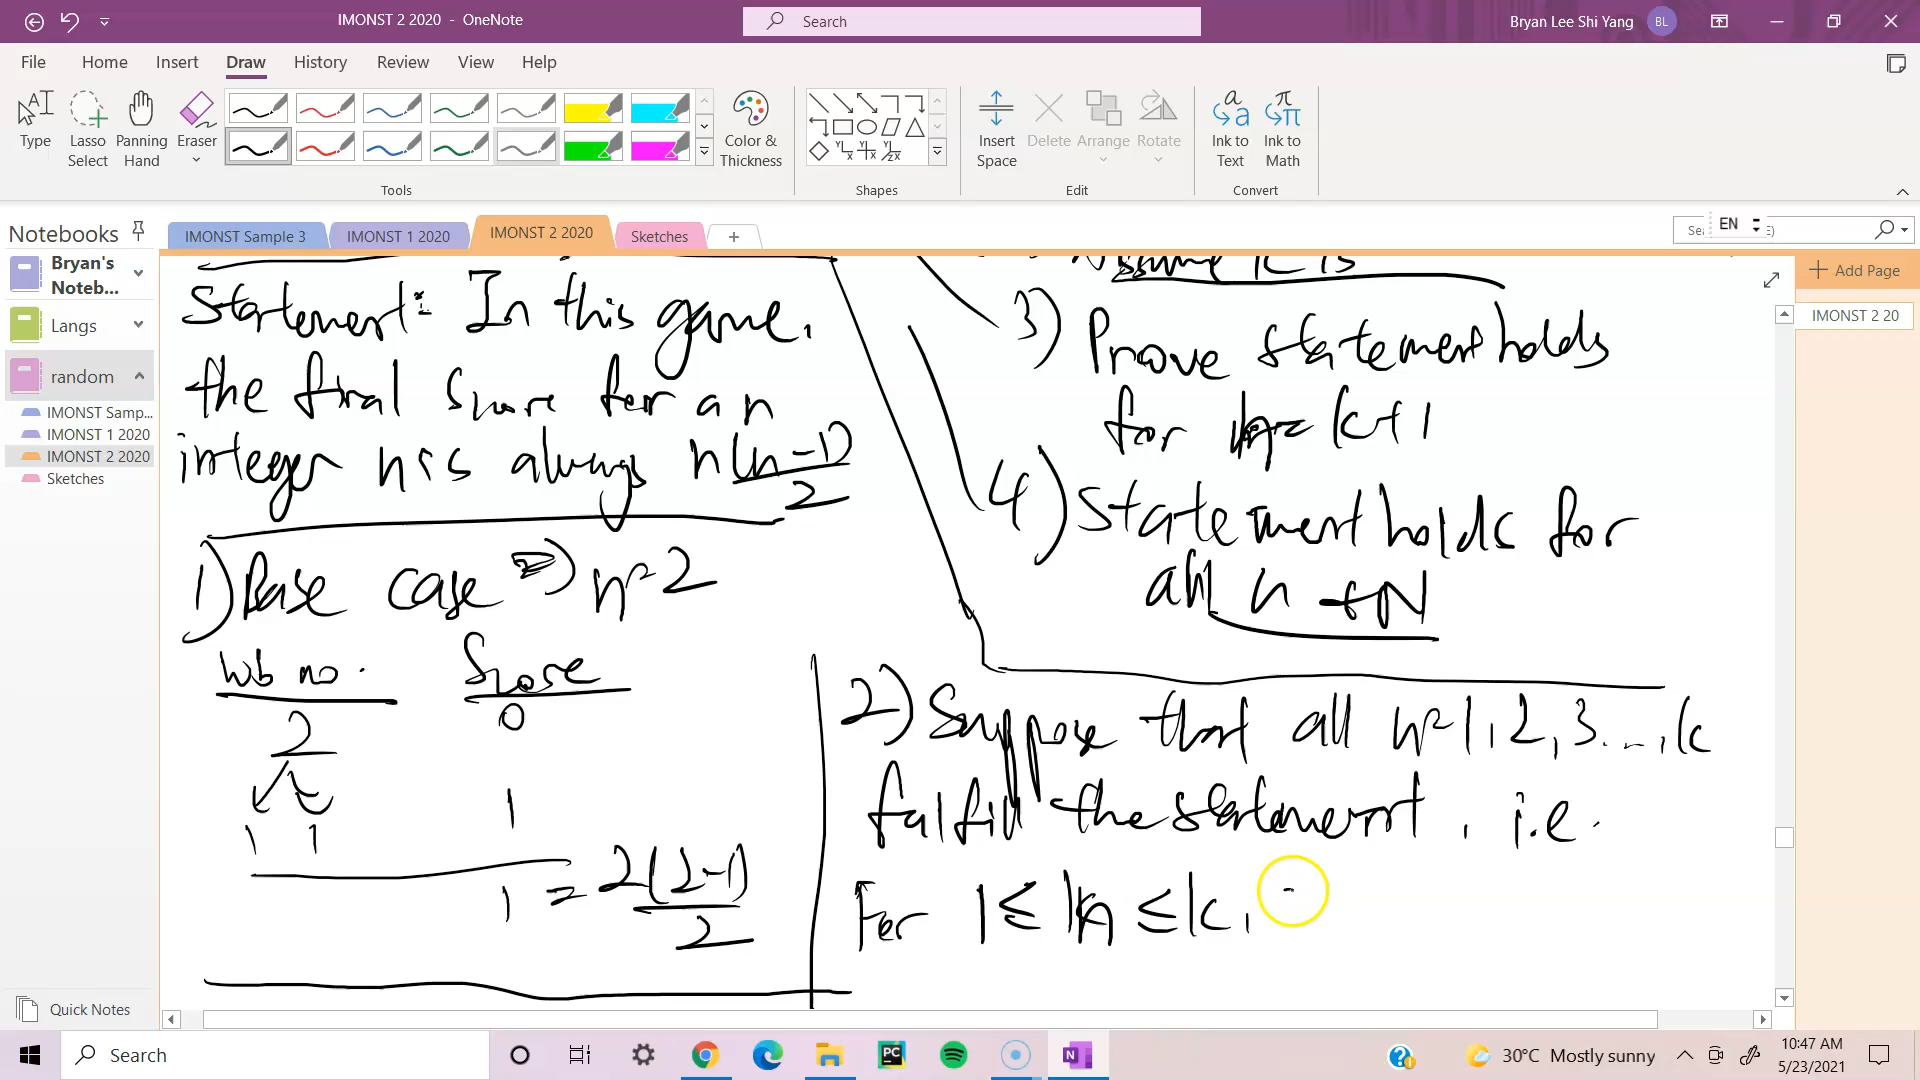 IMONST 2 2020 - OneNote
Search
Bryan Lee Shi Yang
BL
File Home Insert Draw History Review View Help
Type
Lasso Select
Panning Hand
Eraser
Color & Thickness
Insert Space
Delete
Arrange
Rotate
Ink to Text
Ink to Math
Tools
Shapes
Edit
Convert
Notebooks
IMONST Sample 3
IMONST 1 2020
IMONST 2 2020
Sketches
+
EN
Bryan's Noteb...
Langs
random
IMONST Samp...
IMONST 1 2020
IMONST 2 2020
Sketches
Quick Notes
+ Add Page
IMONST 2 20
Statement: In this game,
the final score for an
integer n is always n(n-1)/2
1) Base case => n=2
Wb no. Score
2 0
1 1 1
1 = 2(2-1)/2
Assume k is
3) Prove statement holds
for n= k+1
4) Statement holds for
all n ∈ N
2) Suppose that all n=1,2,3...,k
fulfill the statement, i.e.
For 1 ≤ n ≤ k,
Search
30°C Mostly sunny
10:47 AM
5/23/2021